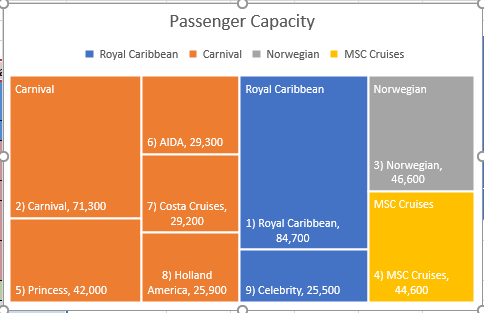 Passenger Capacity
Royal Caribbean Carnival Norwegian MSC Cruises
Carnival
2) Carnival, 71,300
5) Princess, 42,000
6) AIDA, 29,300
7) Costa Cruises,
29,200
8) Holland
America, 25,900
Royal Caribbean
1) Royal Caribbean,
84,700
9) Celebrity, 25,500
Norwegian
3) Norwegian,
46,600
MSC Cruises
4) MSC Cruises,
44,600